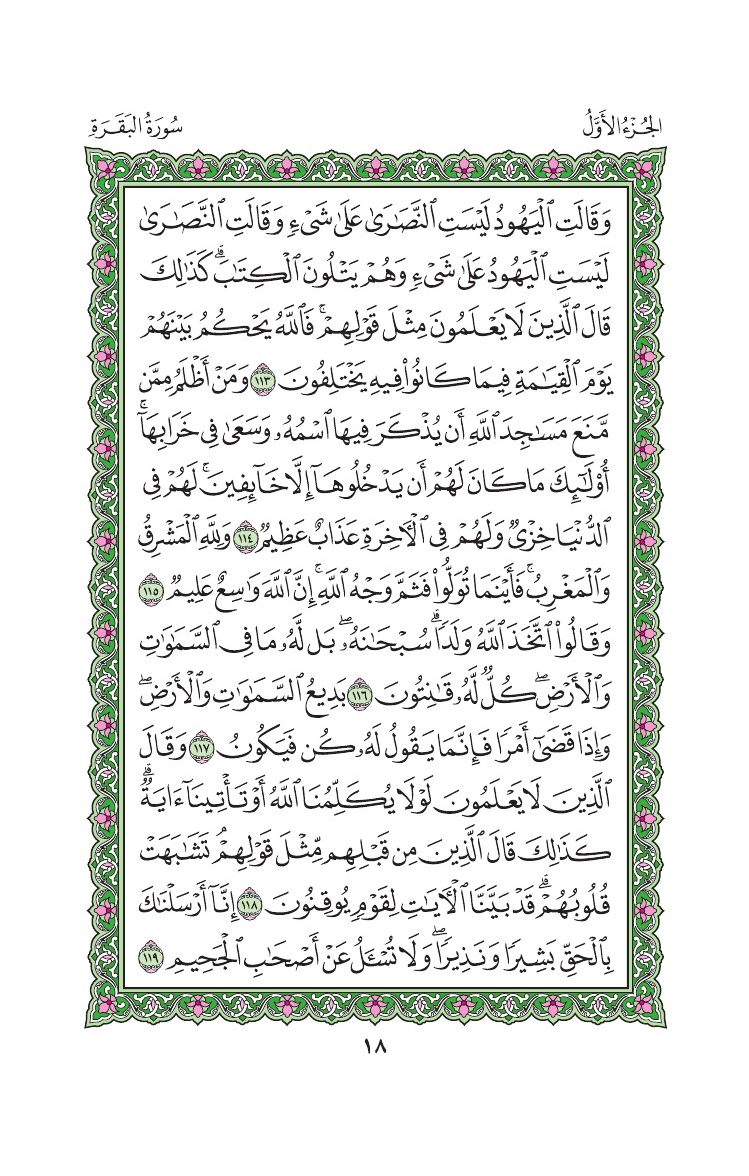 الجُزْءُ الأَوَّلُ
سُورَةُ البَقَرَةِ
وَقَالَتِ ٱلْيَهُودُ لَيْسَتِ ٱلنَّصَـٰرَىٰ عَلَىٰ شَىْءٍ وَقَالَتِ ٱلنَّصَـٰرَىٰ
لَيْسَتِ ٱلْيَهُودُ عَلَىٰ شَىْءٍ وَهُمْ يَتْلُونَ ٱلْكِتَـٰبَ ۗ كَذَٰلِكَ
قَالَ ٱلَّذِينَ لَا يَعْلَمُونَ مِثْلَ قَوْلِهِمْ ۚ فَٱللَّهُ يَحْكُمُ بَيْنَهُمْ
يَوْمَ ٱلْقِيَـٰمَةِ فِيمَا كَانُوا۟ فِيهِ يَخْتَلِفُونَ ١١٣ وَمَنْ أَظْلَمُ مِمَّن
مَّنَعَ مَسَـٰجِدَ ٱللَّهِ أَن يُذْكَرَ فِيهَا ٱسْمُهُۥ وَسَعَىٰ فِى خَرَابِهَآ ۚ
أُو۟لَـٰٓئِكَ مَا كَانَ لَهُمْ أَن يَدْخُلُوهَآ إِلَّا خَآئِفِينَ ۚ لَهُمْ فِى
ٱلدُّنْيَا خِزْىٌ وَلَهُمْ فِى ٱلْـَٔاخِرَةِ عَذَابٌ عَظِيمٌ ١١٤ وَلِلَّهِ ٱلْمَشْرِقُ
وَٱلْمَغْرِبُ ۚ فَأَيْنَمَا تُوَلُّوا۟ فَثَمَّ وَجْهُ ٱللَّهِ ۚ إِنَّ ٱللَّهَ وَٰسِعٌ عَلِيمٌ ١١٥
وَقَالُوا۟ ٱتَّخَذَ ٱللَّهُ وَلَدًا ۗ سُبْحَـٰنَهُۥ ۖ بَل لَّهُۥ مَا فِى ٱلسَّمَـٰوَٰتِ
وَٱلْأَرْضِ ۖ كُلٌّ لَّهُۥ قَـٰنِتُونَ ١١٦ بَدِيعُ ٱلسَّمَـٰوَٰتِ وَٱلْأَرْضِ ۖ
وَإِذَا قَضَىٰٓ أَمْرًا فَإِنَّمَا يَقُولُ لَهُۥ كُن فَيَكُونُ ١١٧ وَقَالَ
ٱلَّذِينَ لَا يَعْلَمُونَ لَوْلَا يُكَلِّمُنَا ٱللَّهُ أَوْ تَأْتِينَآ ءَايَةٌ ۗ
كَذَٰلِكَ قَالَ ٱلَّذِينَ مِن قَبْلِهِم مِّثْلَ قَوْلِهِمْ ۘ تَشَـٰبَهَتْ
قُلُوبُهُمْ ۗ قَدْ بَيَّنَّا ٱلْـَٔايَـٰتِ لِقَوْمٍ يُوقِنُونَ ١١٨ إِنَّآ أَرْسَلْنَـٰكَ
بِٱلْحَقِّ بَشِيرًا وَنَذِيرًا ۖ وَلَا تُسْـَٔلُ عَنْ أَصْحَـٰبِ ٱلْجَحِيمِ ١١٩
١٨